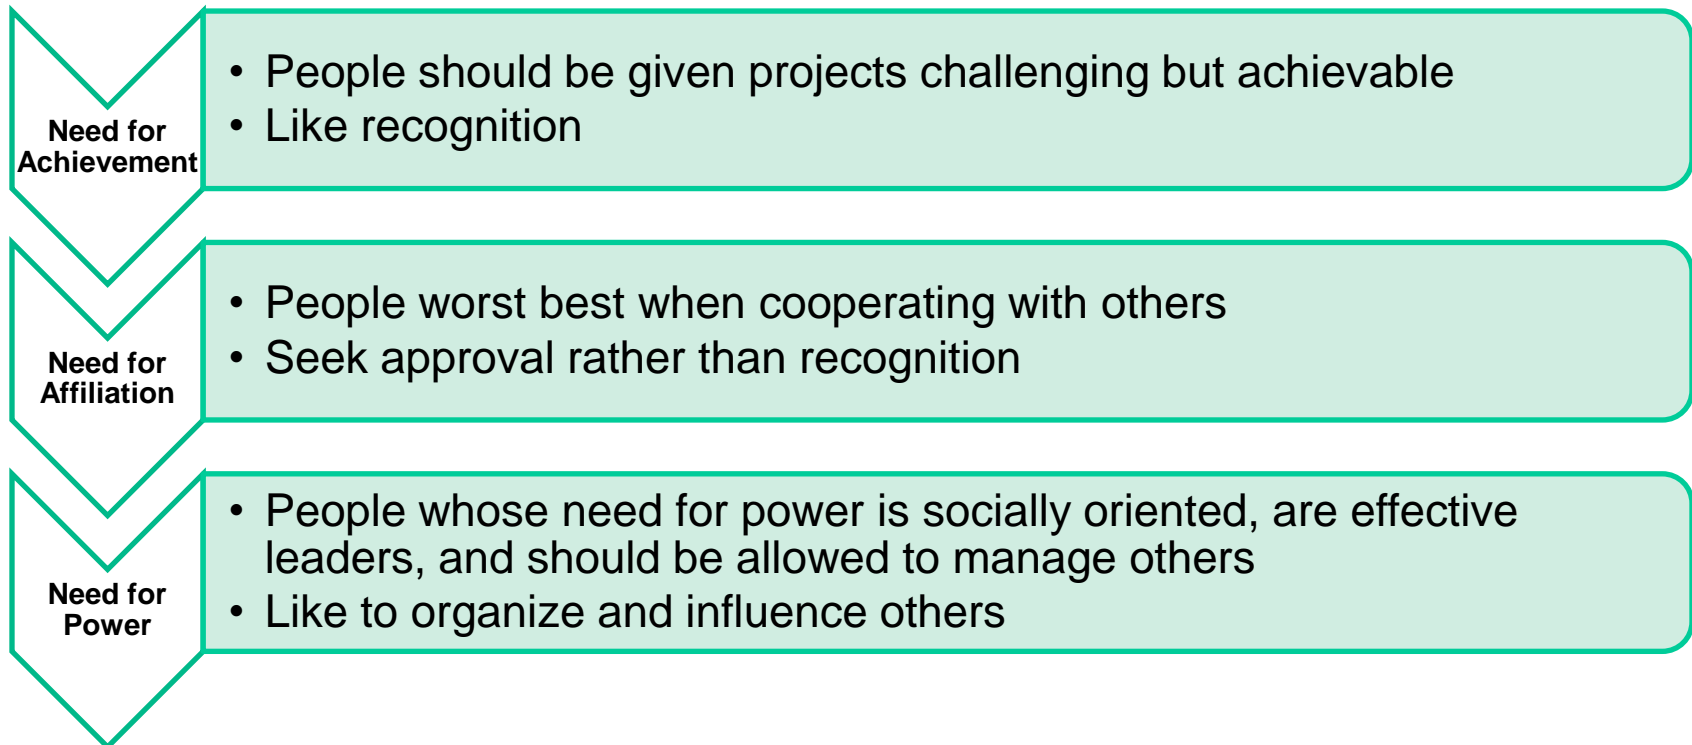 Need for
Achievement
• People should be given projects challenging but achievable
• Like recognition
Need for
Affiliation
• People worst best when cooperating with others
• Seek approval rather than recognition
Need for
Power
• People whose need for power is socially oriented, are effective
leaders, and should be allowed to manage others
• Like to organize and influence others